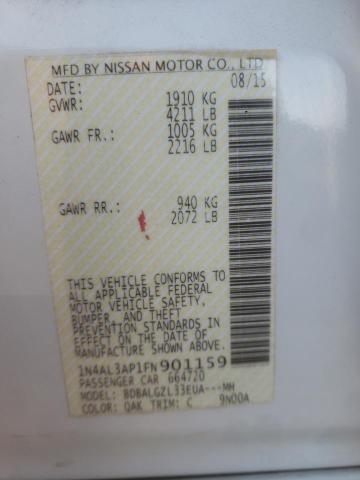 MFD BY NISSAN MOTOR CO., LTD
DATE: 08/15
GVWR: 1910 KG
4211 LB
GAWR FR.: 1005 KG
2216 LB
GAWR RR.: 940 KG
2072 LB
THIS VEHICLE CONFORMS TO
ALL APPLICABLE FEDERAL
MOTOR VEHICLE SAFETY,
BUMPER, AND THEFT
PREVENTION STANDARDS
IN EFFECT ON THE DATE OF
MANUFACTURE SHOWN ABOVE
1N4AL3AP1FN901159
PASSENGER CAR 664720
MODEL: BDBALGZL33EUA---MH
COLOR: QAK TRIM: C 9N00A